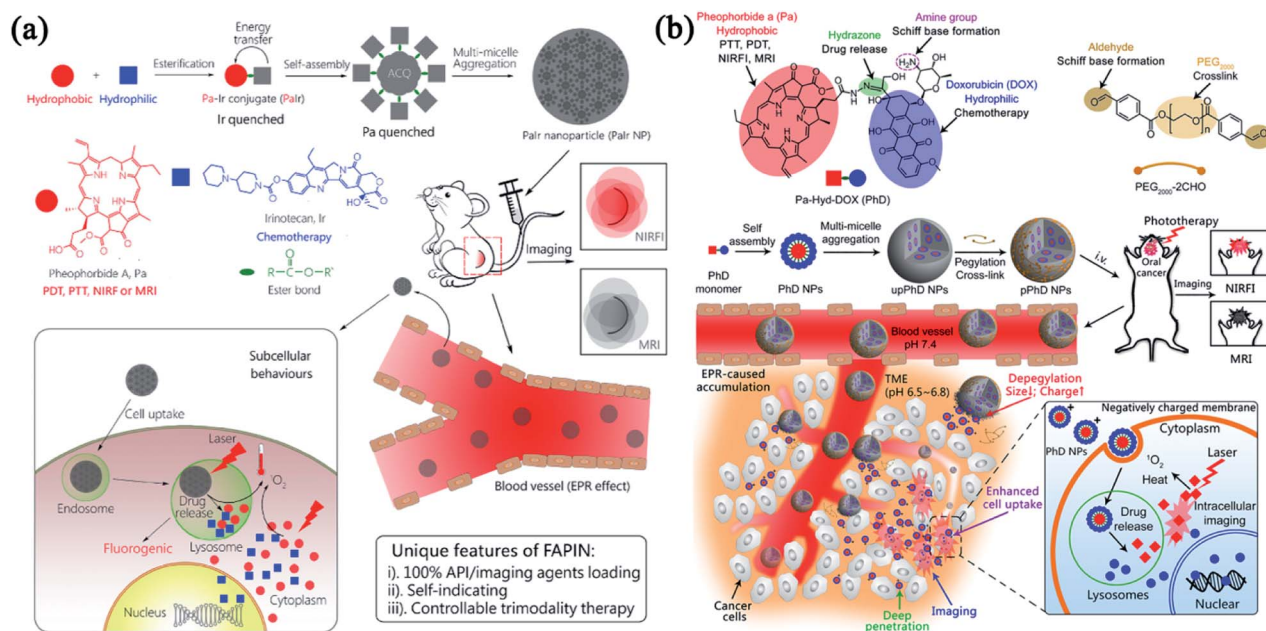 (a)
Energy
transfer
Esterification
Self-assembly
Multi-micelle
Aggregation
+
Hydrophobic
Hydrophilic
Pa-Ir conjugate (PaIr)
Ir quenched
ACQ
Pa quenched
PaIr nanoparticle (PaIr NP)
Irinotecan, Ir
Chemotherapy
Pheophorbide A, Pa
PDT, PTT, NIRF or MRI
R-C-O-R'
O
Ester bond
Imaging
NIRFI
MRI
Subcellular
behaviours
Cell uptake
Laser
Endosome
Drug
release
¹O₂
Lysosome
Fluorogenic
Cytoplasm
Nucleus
Blood vessel (EPR effect)
Unique features of FAPIN:
i). 100% API/imaging agents loading
ii). Self-indicating
iii). Controllable trimodality therapy
(b)
Pheophorbide a (Pa)
Hydrophobic
PTT, PDT,
NIRFI, MRI
Hydrazone
Drug release
Amine group
Schiff base formation
Doxorubicin (DOX)
Hydrophilic
Chemotherapy
Pa-Hyd-DOX (PhD)
Aldehyde
Schiff base formation
PEG₂₀₀₀
Crosslink
PEG₂₀₀₀-2CHO
Self
assembly
Multi-micelle
aggregation
Pegylation
Cross-link
PhD
monomer
PhD NPs
upPhD NPs
pPhD NPs
i.v.
Phototherapy
Oral
cancer
Imaging
NIRFI
MRI
Blood vessel
pH 7.4
EPR-caused
accumulation
TME
(pH 6.5~6.8)
Depegylation
Size↓; Charge↑
Enhanced
cell uptake
Cancer
cells
Deep
penetration
Imaging
Negatively charged membrane
PhD NPs
Cytoplasm
¹O₂
Heat
Laser
Drug
release
Intracellular
imaging
Lysosomes
Nuclear